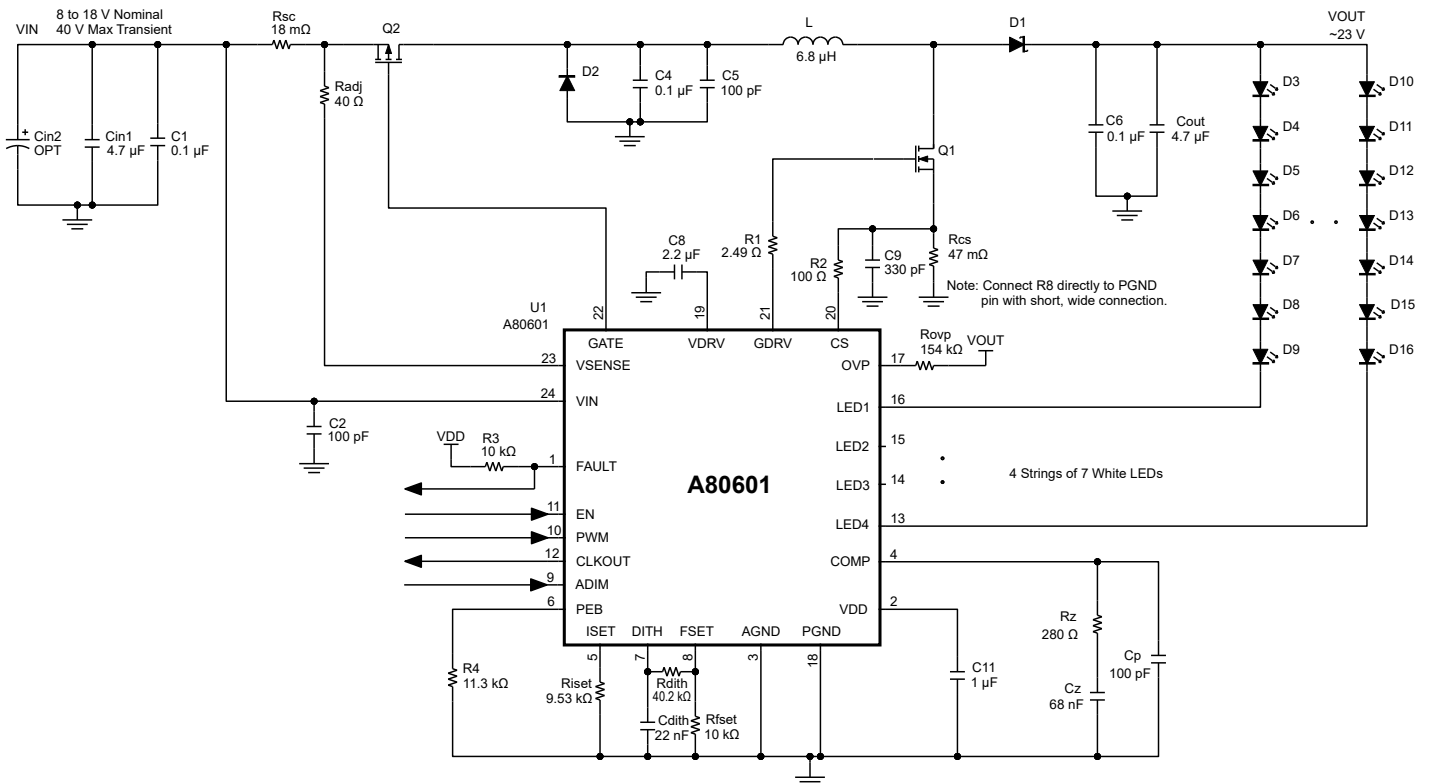 8 to 18 V Nominal
40 V Max Transient
VIN
Rsc
18 mΩ
Q2
L
6.8 µH
D1
VOUT
~23 V
Radj
40 Ω
D2
C4
0.1 µF
C5
100 pF
Cin2
OPT
+
Cin1
4.7 µF
C1
0.1 µF
C6
0.1 µF
Cout
4.7 µF
D3
D4
D5
D6
D7
D8
D9
D10
D11
D12
D13
D14
D15
D16
Q1
C8
2.2 µF
R1
2.49 Ω
R2
100 Ω
C9
330 pF
Rcs
47 mΩ
Note: Connect R8 directly to PGND
pin with short, wide connection.
U1
A80601
22
19
21
20
GATE
VDRV
GDRV
CS
Rovp
154 kΩ
VOUT
23
VSENSE
24
VIN
C2
100 pF
VDD
R3
10 kΩ
1
FAULT
11
EN
10
PWM
12
CLKOUT
9
ADIM
6
PEB
OVP
17
LED1
16
LED2
15
LED3
14
LED4
13
COMP
4
VDD
2
A80601
4 Strings of 7 White LEDs
ISET
DITH
FSET
AGND
PGND
5
7
8
3
18
R4
11.3 kΩ
Riset
9.53 kΩ
Rdith
40.2 kΩ
Cdith
22 nF
Rfset
10 kΩ
C11
1 µF
Rz
280 Ω
Cz
68 nF
Cp
100 pF